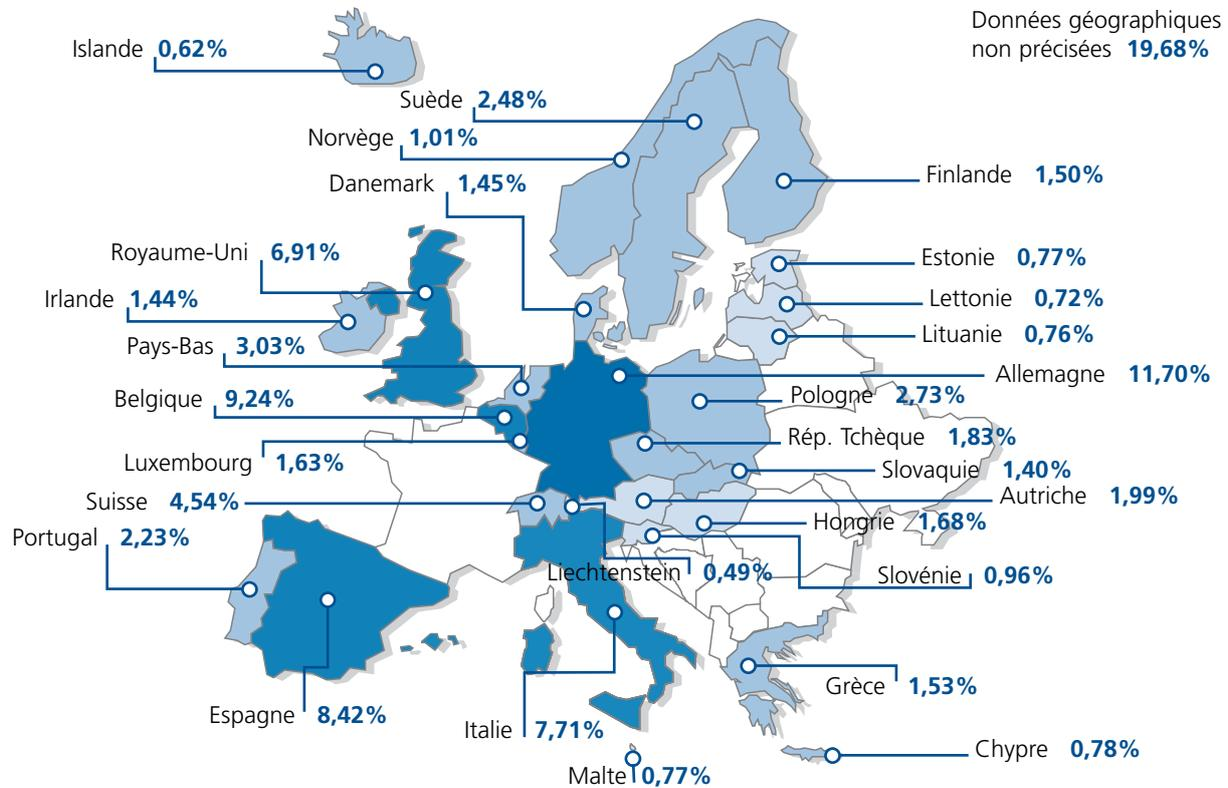 Données géographiques
non précisées 19,68%
Islande 0,62%
Suède 2,48%
Norvège 1,01%
Danemark 1,45%
Finlande 1,50%
Royaume-Uni 6,91%
Estonie 0,77%
Irlande 1,44%
Lettonie 0,72%
Lituanie 0,76%
Pays-Bas 3,03%
Allemagne 11,70%
Belgique 9,24%
Pologne 2,73%
Rép. Tchèque 1,83%
Luxembourg 1,63%
Slovaquie 1,40%
Suisse 4,54%
Autriche 1,99%
Hongrie 1,68%
Portugal 2,23%
Liechtenstein 0,49%
Slovénie 0,96%
Grèce 1,53%
Espagne 8,42%
Italie 7,71%
Chypre 0,78%
Malte 0,77%